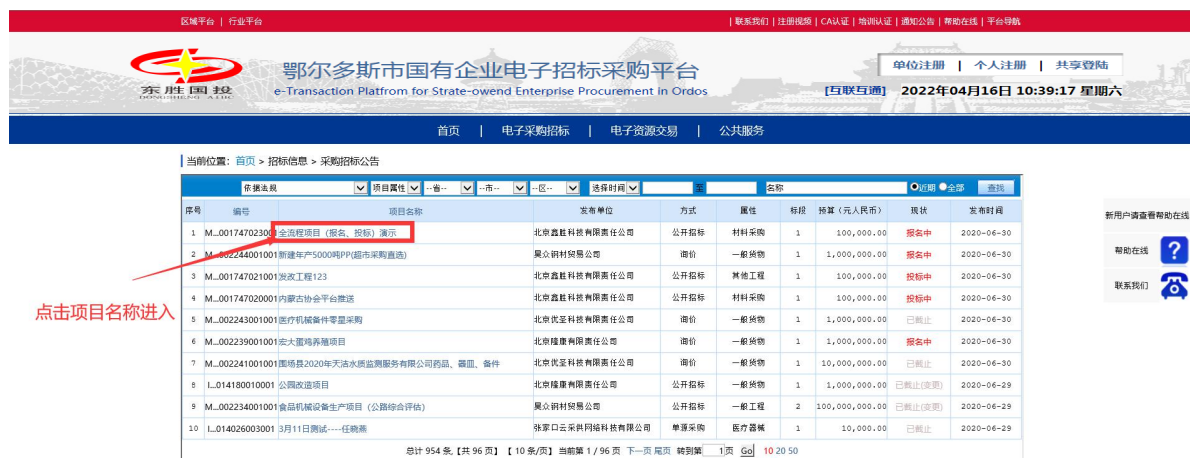 区域平台 | 行业平台 | 联系我们 | 注册视频 | CA认证 | 培训认证 | 通知公告 | 帮助在线 | 平台导航
单位注册 | 个人注册 | 共享登陆
鄂尔多斯市国有企业电子招标采购平台
东胜国投
DONGSHENG
e-Transaction Platfrom for Strate-owend Enterprise Procurement in Ordos
[互联互通] 2022年04月16日 10:39:17 星期六
首页 | 电子采购招标 | 电子资源交易 | 公共服务
当前位置：首页 > 招标信息 > 采购招标公告
依据法规 项目属性 --省-- --市-- --区-- 选择时间 至 名称 近期 全部 查找
序号 编号 项目名称 发布单位 方式 属性 标段 预算（元人民币） 现状 发布时间
1 M...001747023001 全流程项目（报名、投标）演示 北京鑫胜科技有限责任公司 公开招标 材料采购 1 100,000.00 报名中 2020-06-30
2 M...002244001001 新建年产5000吨PP(超市采购直选) 昊众钢材贸易公司 询价 一般货物 1 1,000,000.00 报名中 2020-06-30
3 M...001747021001 发改工程123 北京鑫胜科技有限责任公司 公开招标 其他工程 1 100,000.00 投标中 2020-06-30
4 M...001747020001 内蒙古协会平台推送 北京鑫胜科技有限责任公司 公开招标 材料采购 1 100,000.00 投标中 2020-06-30
5 M...002243001001 医疗机械备件零星采购 北京优圣科技有限责任公司 询价 一般货物 1 1,000,000.00 已截止 2020-06-30
6 M...002239001001 宏大蛋鸡养殖项目 北京隆康有限责任公司 询价 一般货物 1 1,000,000.00 报名中 2020-06-30
7 M...002241001001 围场县2020年天洁水质监测服务有限公司药品、器皿、备件 北京优圣科技有限责任公司 询价 一般货物 1 10,000,000.00 已截止 2020-06-30
8 I...014180010001 公园改造项目 北京隆康有限责任公司 公开招标 一般货物 1 1,000,000.00 已截止(变更) 2020-06-29
9 M...002234001001 食品机械设备生产项目（公路综合评估） 昊众钢材贸易公司 公开招标 一般工程 2 100,000,000.00 已截止(变更) 2020-06-29
10 I...014026003001 3月11日测试----任晓燕 张家口云采供网络科技有限公司 单源采购 医疗器械 1 10,000.00 已截止 2020-06-29
总计 954 条,【共 96 页】 【 10 条/页】 当前第 1 / 96 页 下一页 尾页 转到第 1页 Go 10 20 50
点击项目名称进入
新用户请查看帮助在线
帮助在线
联系我们